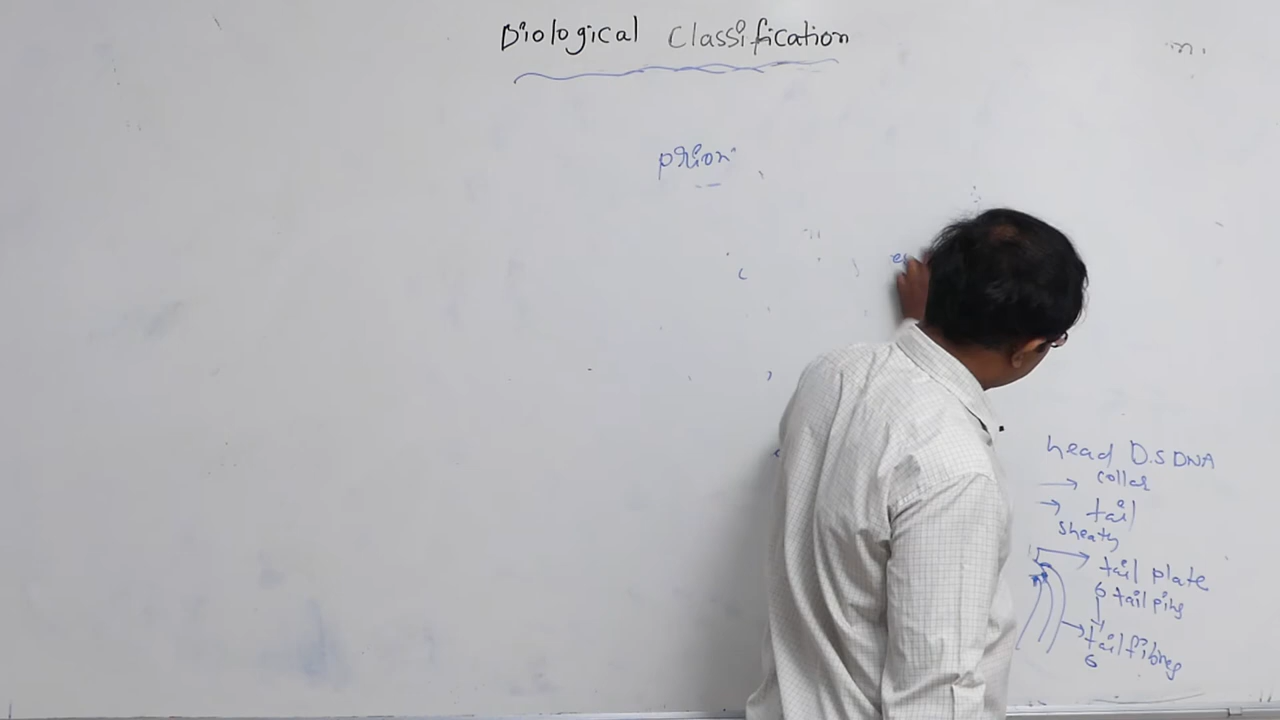 Biological Classification
prion
head D.S DNA
collar
tail
Sheath
tail plate
6 tail pins
tail fibres
6